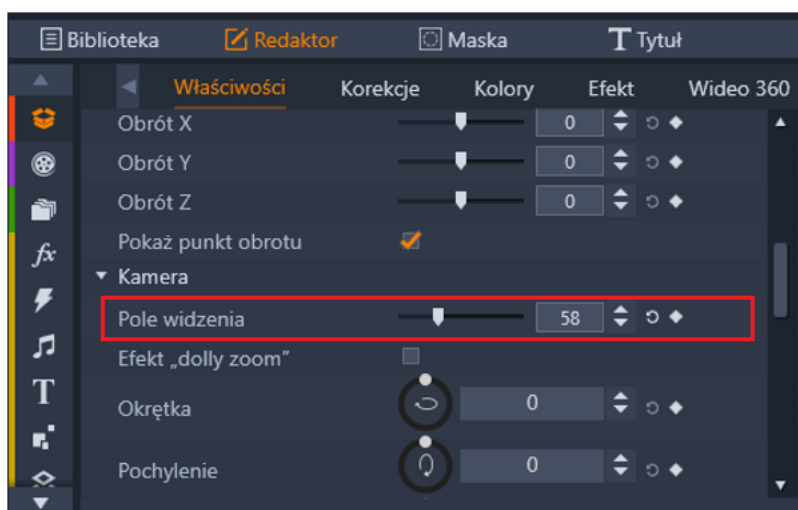 Biblioteka Redaktor Maska Tytuł
Właściwości Korekcje Kolory Efekt Wideo 360
Obrót X 0
Obrót Y 0
Obrót Z 0
Pokaż punkt obrotu
Kamera
Pole widzenia 58
Efekt „dolly zoom”
Okrętka 0
Pochylenie 0
fx
T